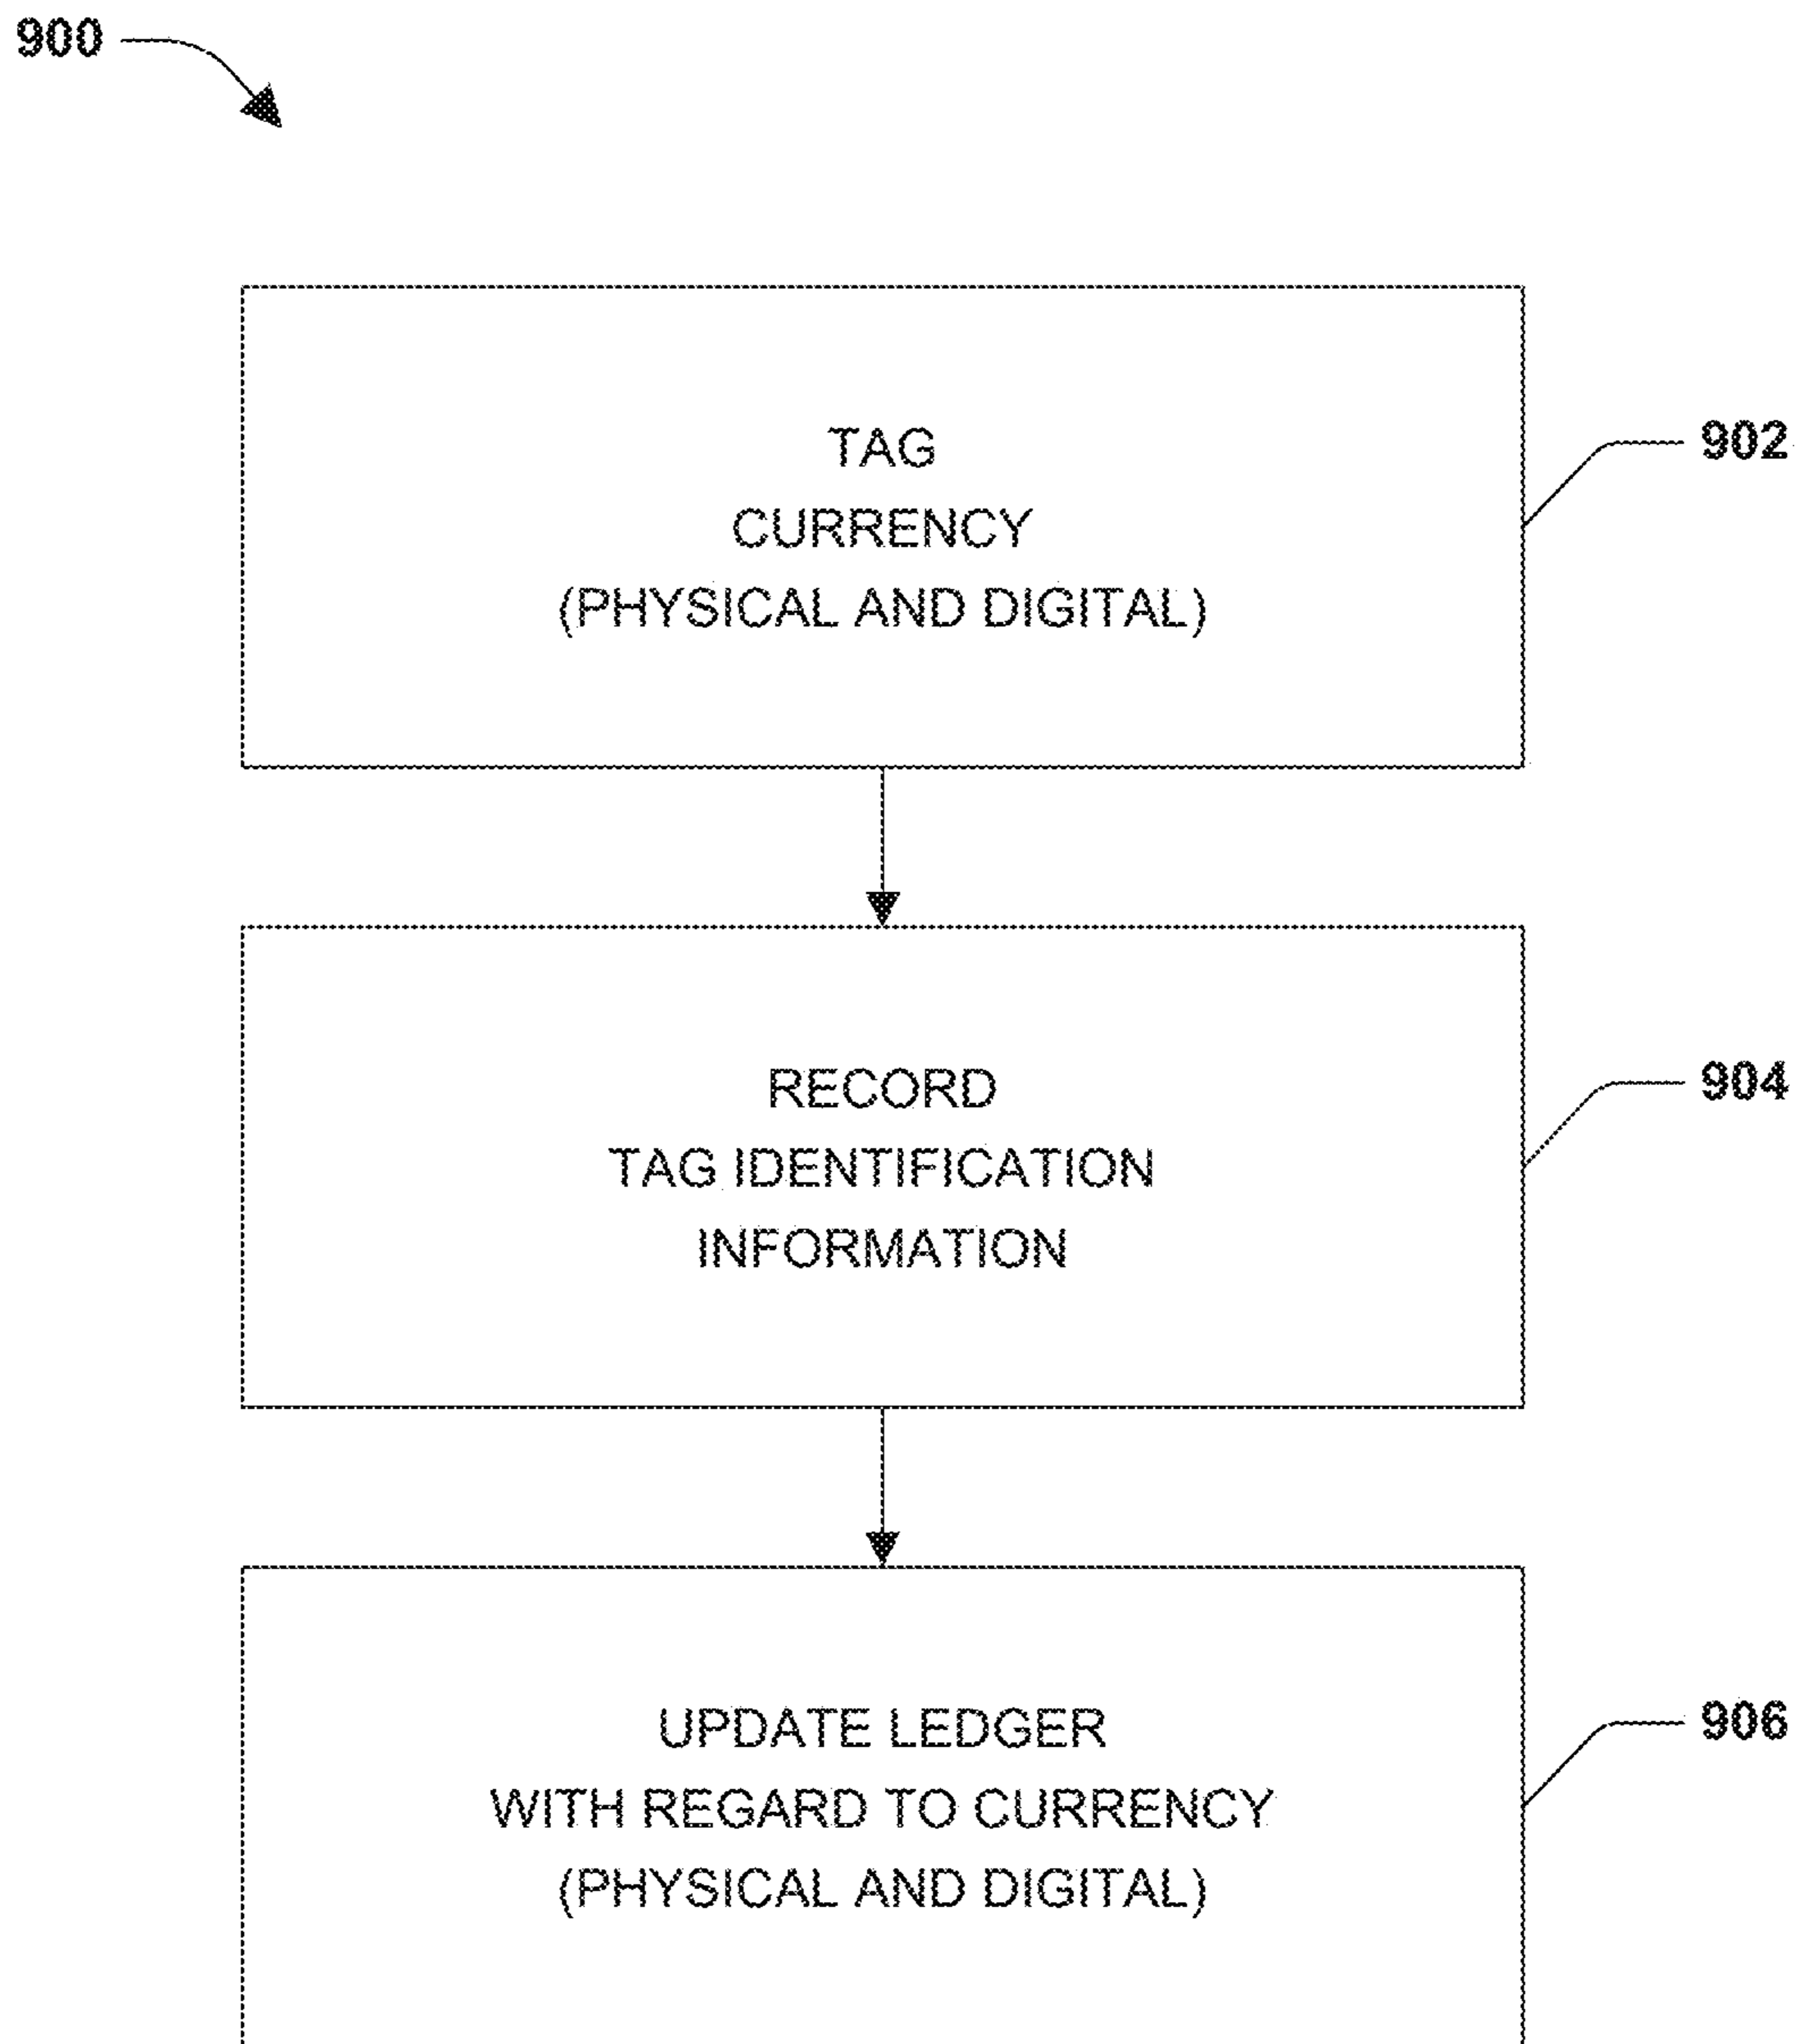 900
TAG
CURRENCY
(PHYSICAL AND DIGITAL)
902
RECORD
TAG IDENTIFICATION
INFORMATION
904
UPDATE LEDGER
WITH REGARD TO CURRENCY
(PHYSICAL AND DIGITAL)
906